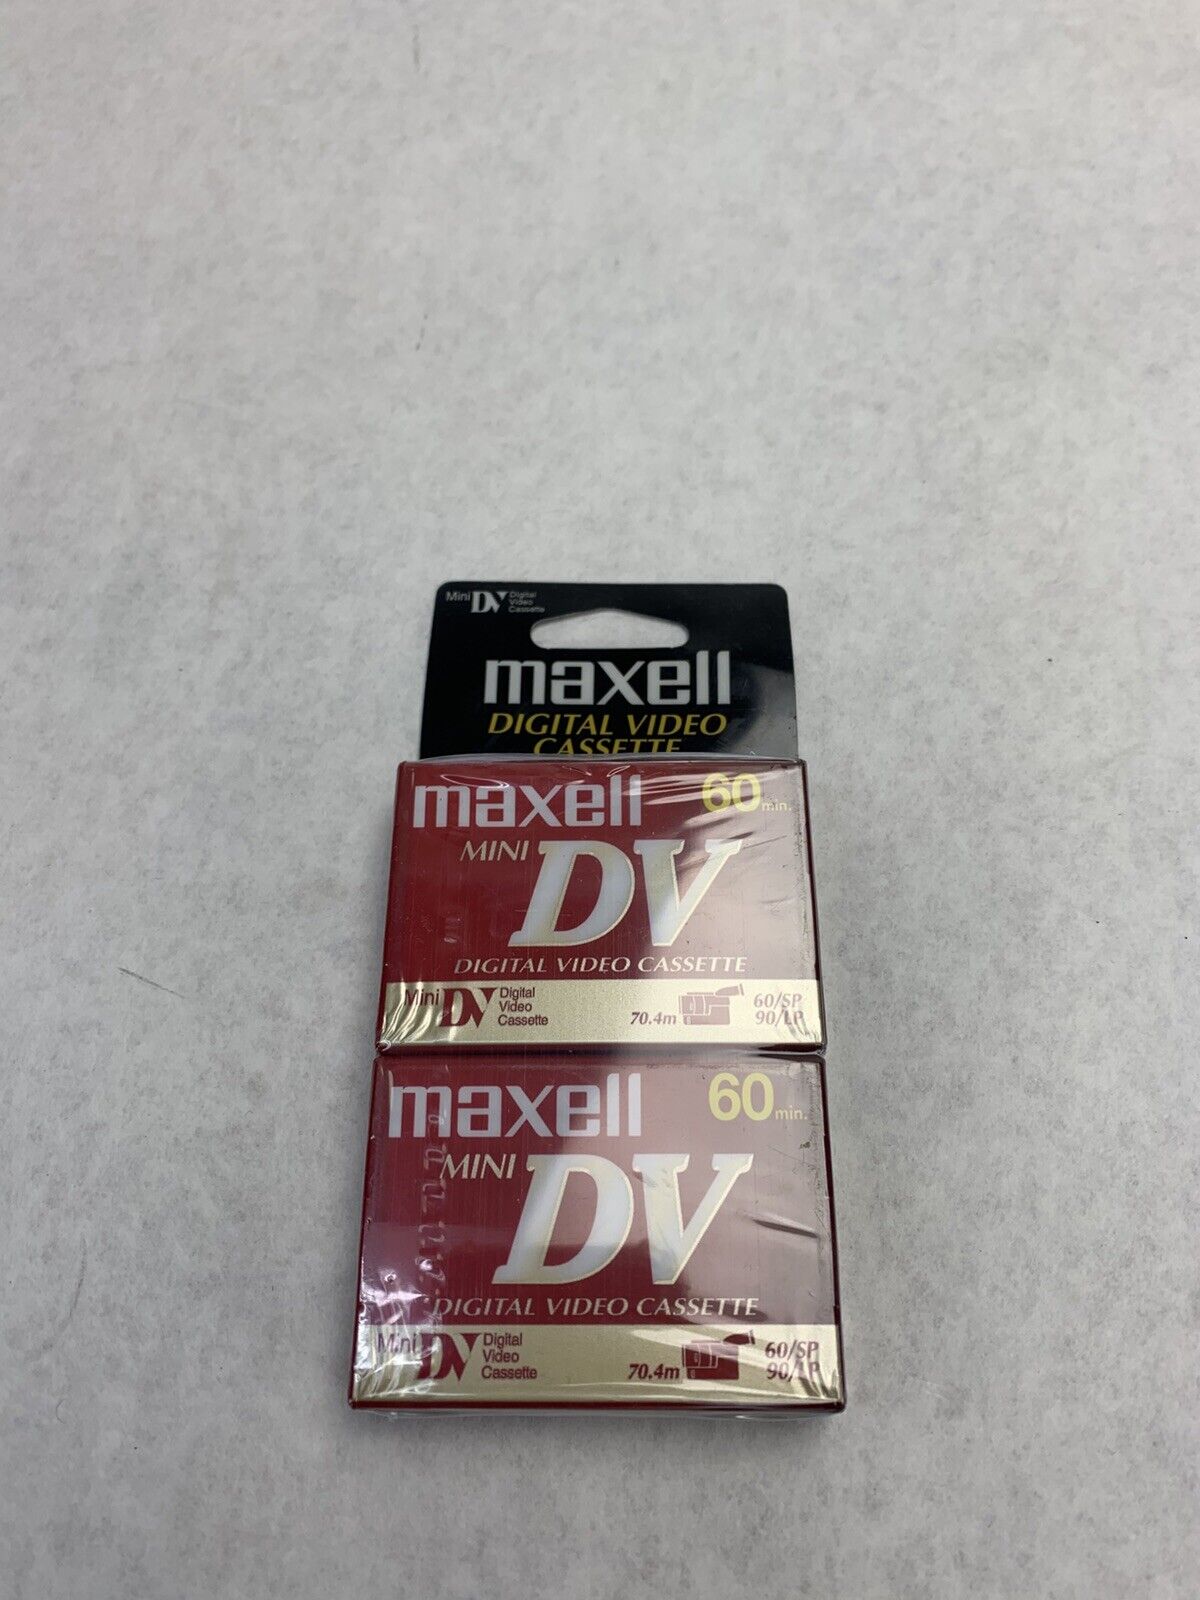 Mini DV Digital
Video
Cassette
maxell
DIGITAL VIDEO
CASSETTE
maxell 60 min.
MINI DV
DIGITAL VIDEO CASSETTE
Mini DV Digital
Video
Cassette
70.4m
60/SP
90/LP
maxell 60 min.
MINI DV
DIGITAL VIDEO CASSETTE
Mini DV Digital
Video
Cassette
70.4m
60/SP
90/LP